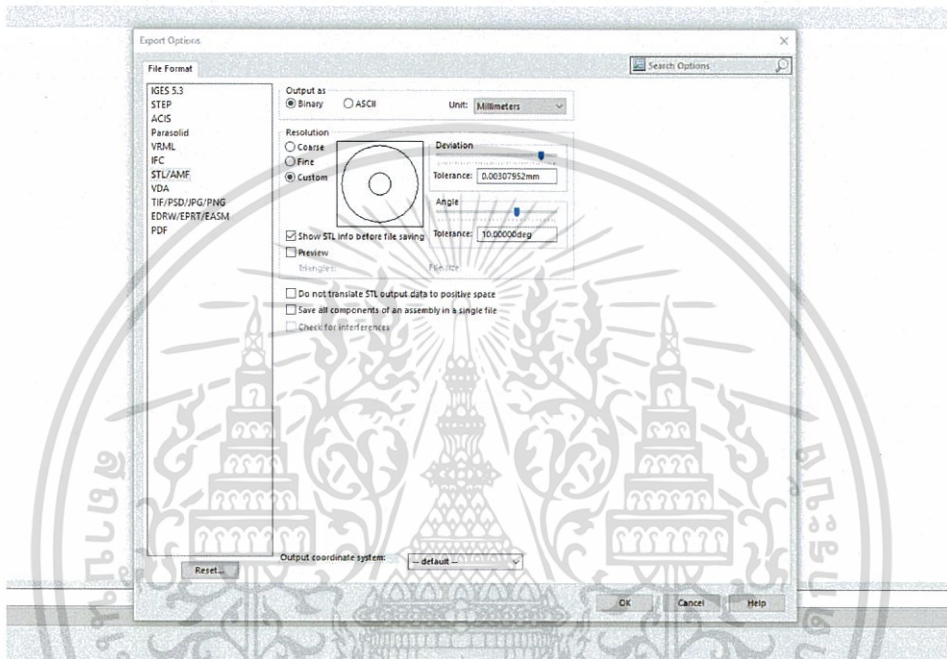 Export Options
File Format
Search Options
IGES 5.3
STEP
ACIS
Parasolid
VRML
IFC
STL/AMF
VDA
TIF/PSD/JPG/PNG
EDRW/EPRT/EASM
PDF
Reset...
Output as
Binary
ASCII
Unit: Millimeters
Resolution
Coarse
Fine
Custom
Deviation
Tolerance: 0.00307952mm
Angle
Tolerance: 10.00000deg
Show STL info before file saving
Preview
Triangles:
File size:
Do not translate STL output data to positive space
Save all components of an assembly in a single file
Check for interferences
Output coordinate system: -- default --
OK
Cancel
Help